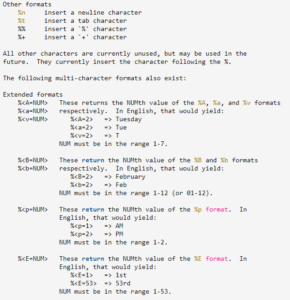 Other formats
%n insert a newline character
%t insert a tab character
%% insert a `%' character
%+ insert a `+' character
All other characters are currently unused, but may be used in the
future. They currently insert the character following the %.
The following multi-character formats also exist:
Extended formats
%<A=NUM> These returns the NUMth value of the %A, %a, and %v formats
%<a=NUM> respectively. In English, that would yield:
%<v=NUM> %<A=2> => Tuesday
%<a=2> => Tue
%<v=2> => T
NUM must be in the range 1-7.
%<B=NUM> These return the NUMth value of the %B and %b formats
%<b=NUM> respectively. In English, that would yield:
%<B=2> => February
%<b=2> => Feb
NUM must be in the range 1-12 (or 01-12).
%<p=NUM> These return the NUMth value of the %p format. In
English, that would yield:
%<p=1> => AM
%<p=2> => PM
NUM must be in the range 1-2.
%<E=NUM> These return the NUMth value of the %E format. In
English, that would yield:
%<E=1> => 1st
%<E=53> => 53rd
NUM must be in the range 1-53.